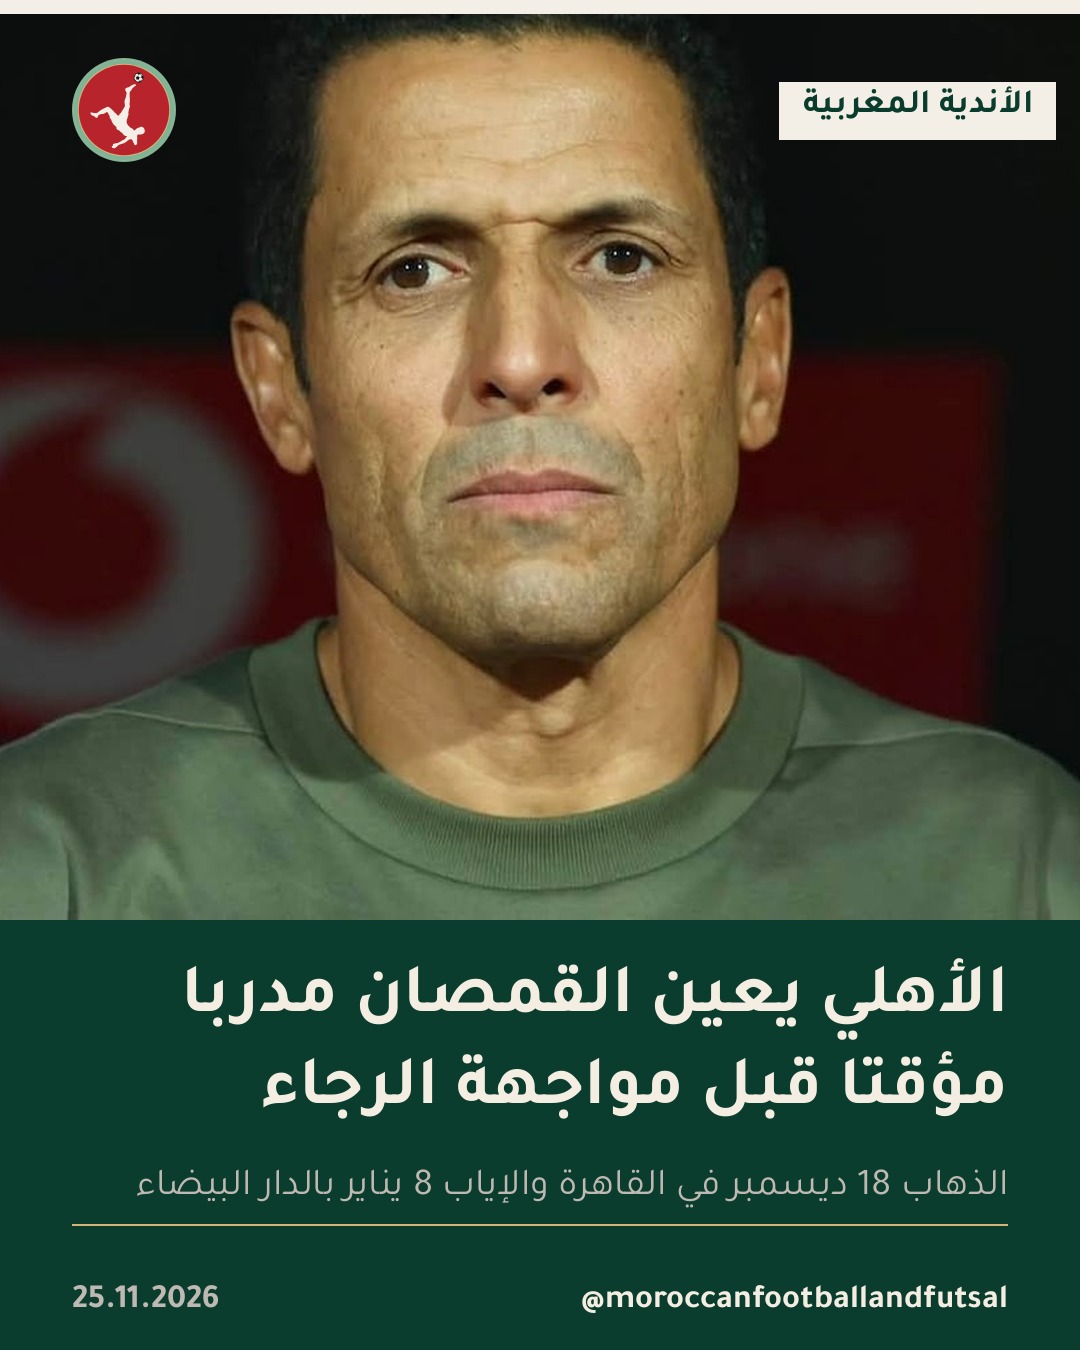 الأندية المغربية
الأهلي يعين القمصان مدربا
مؤقتا قبل مواجهة الرجاء
الذهاب 18 ديسمبر في القاهرة والإياب 8 يناير بالدار البيضاء
25.11.2026
@moroccanfootballandfutsal